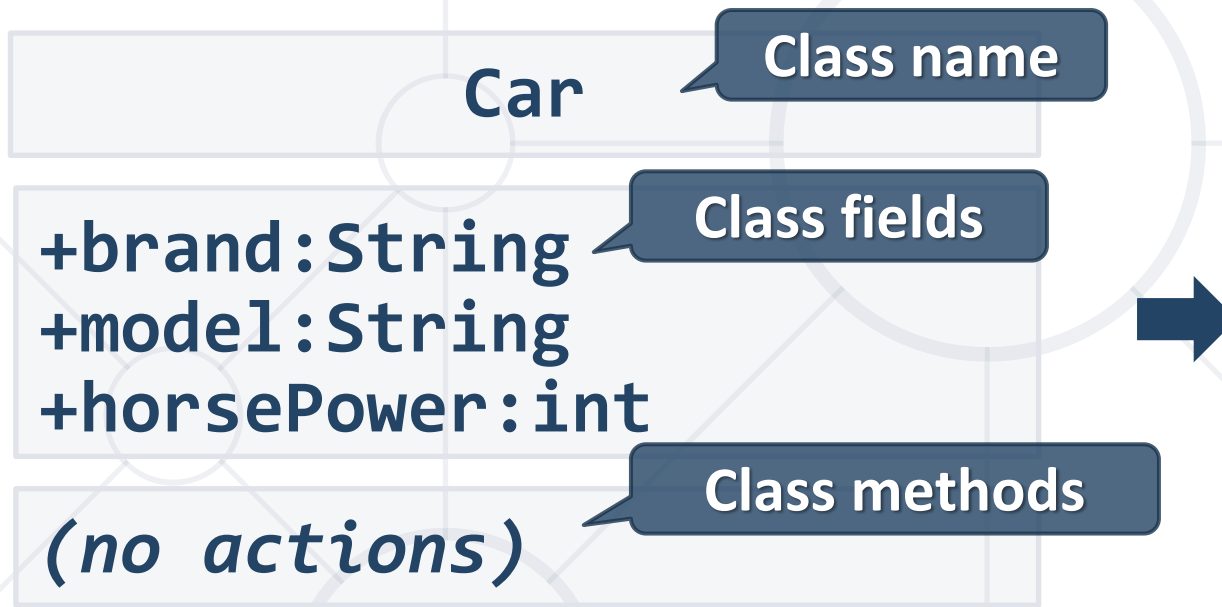 Class name
Car
Class fields
+brand:String
+model:String
+horsePower:int
Class methods
(no actions)